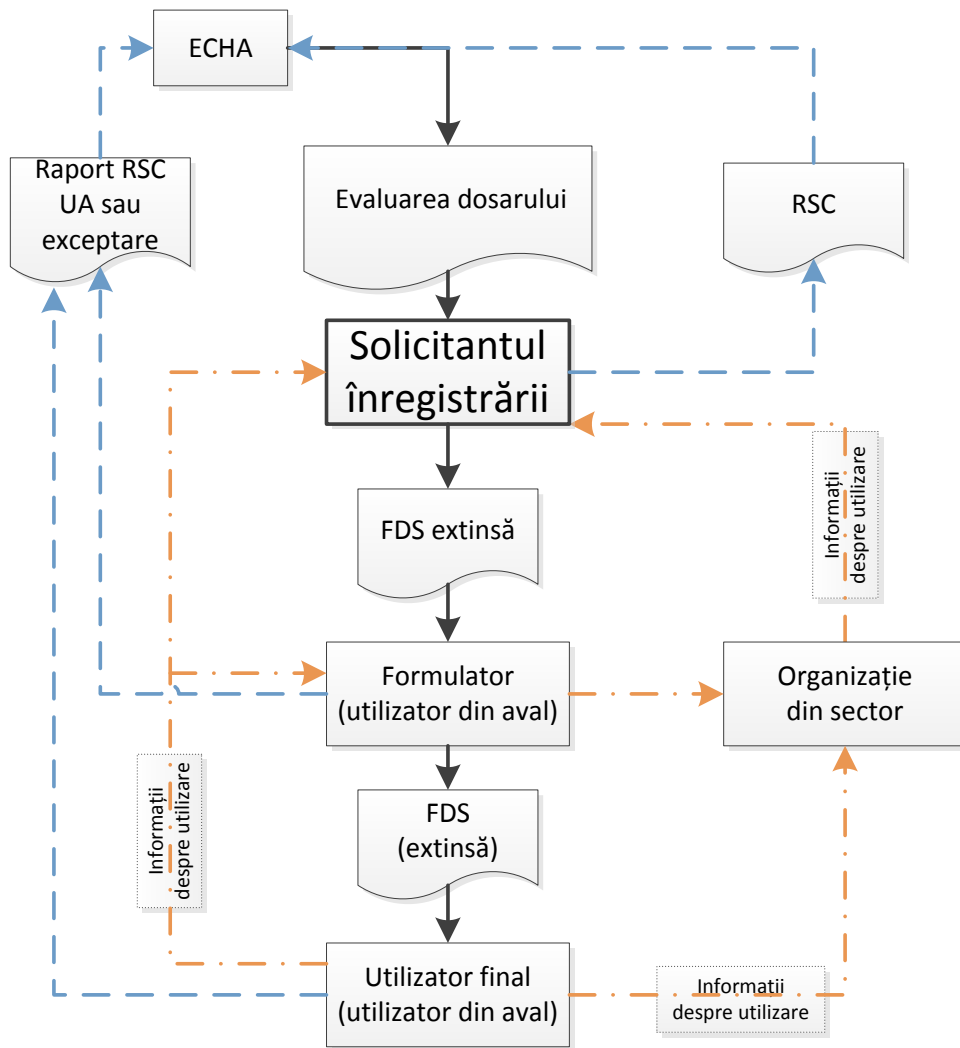 ECHA
Raport RSC
UA sau
exceptare
Evaluarea dosarului
RSC
Solicitantul
înregistrării
Informații
despre utilizare
FDS extinsă
Formulator
(utilizator din aval)
Organizație
din sector
Informații
despre utilizare
FDS
(extinsă)
Utilizator final
(utilizator din aval)
Informatii
despre utilizare